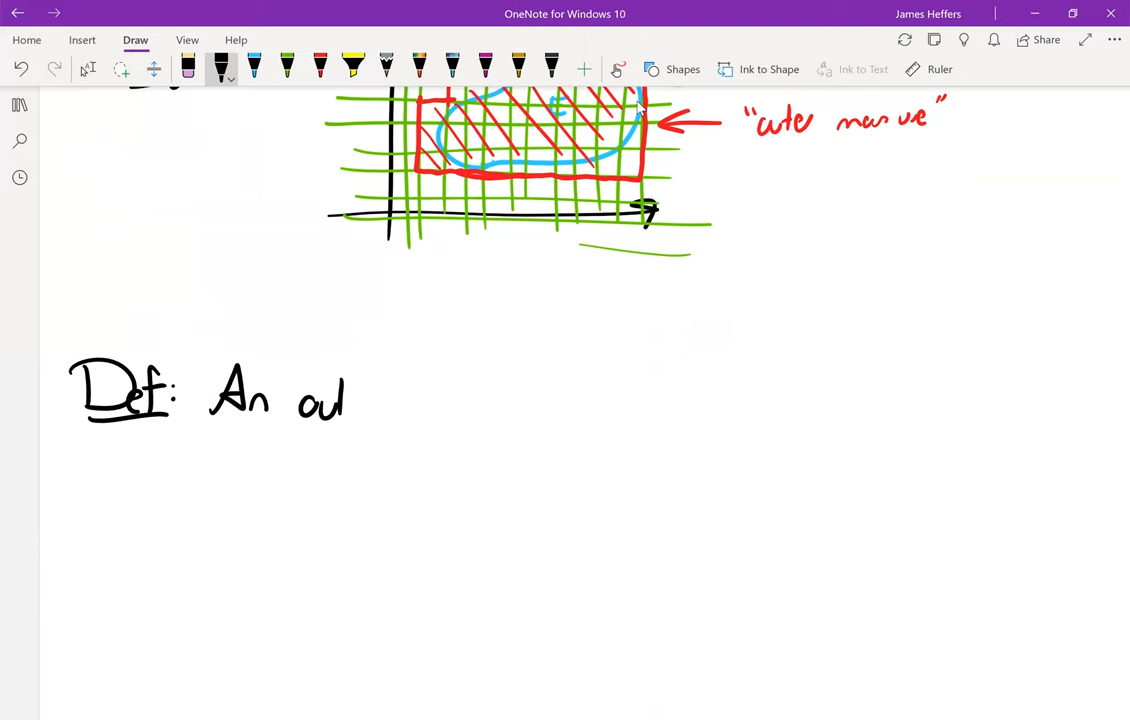 OneNote for Windows 10
James Heffers
Home Insert Draw View Help
Share
Shapes Ink to Shape Ink to Text Ruler
E
"outer measure"
Def: An out